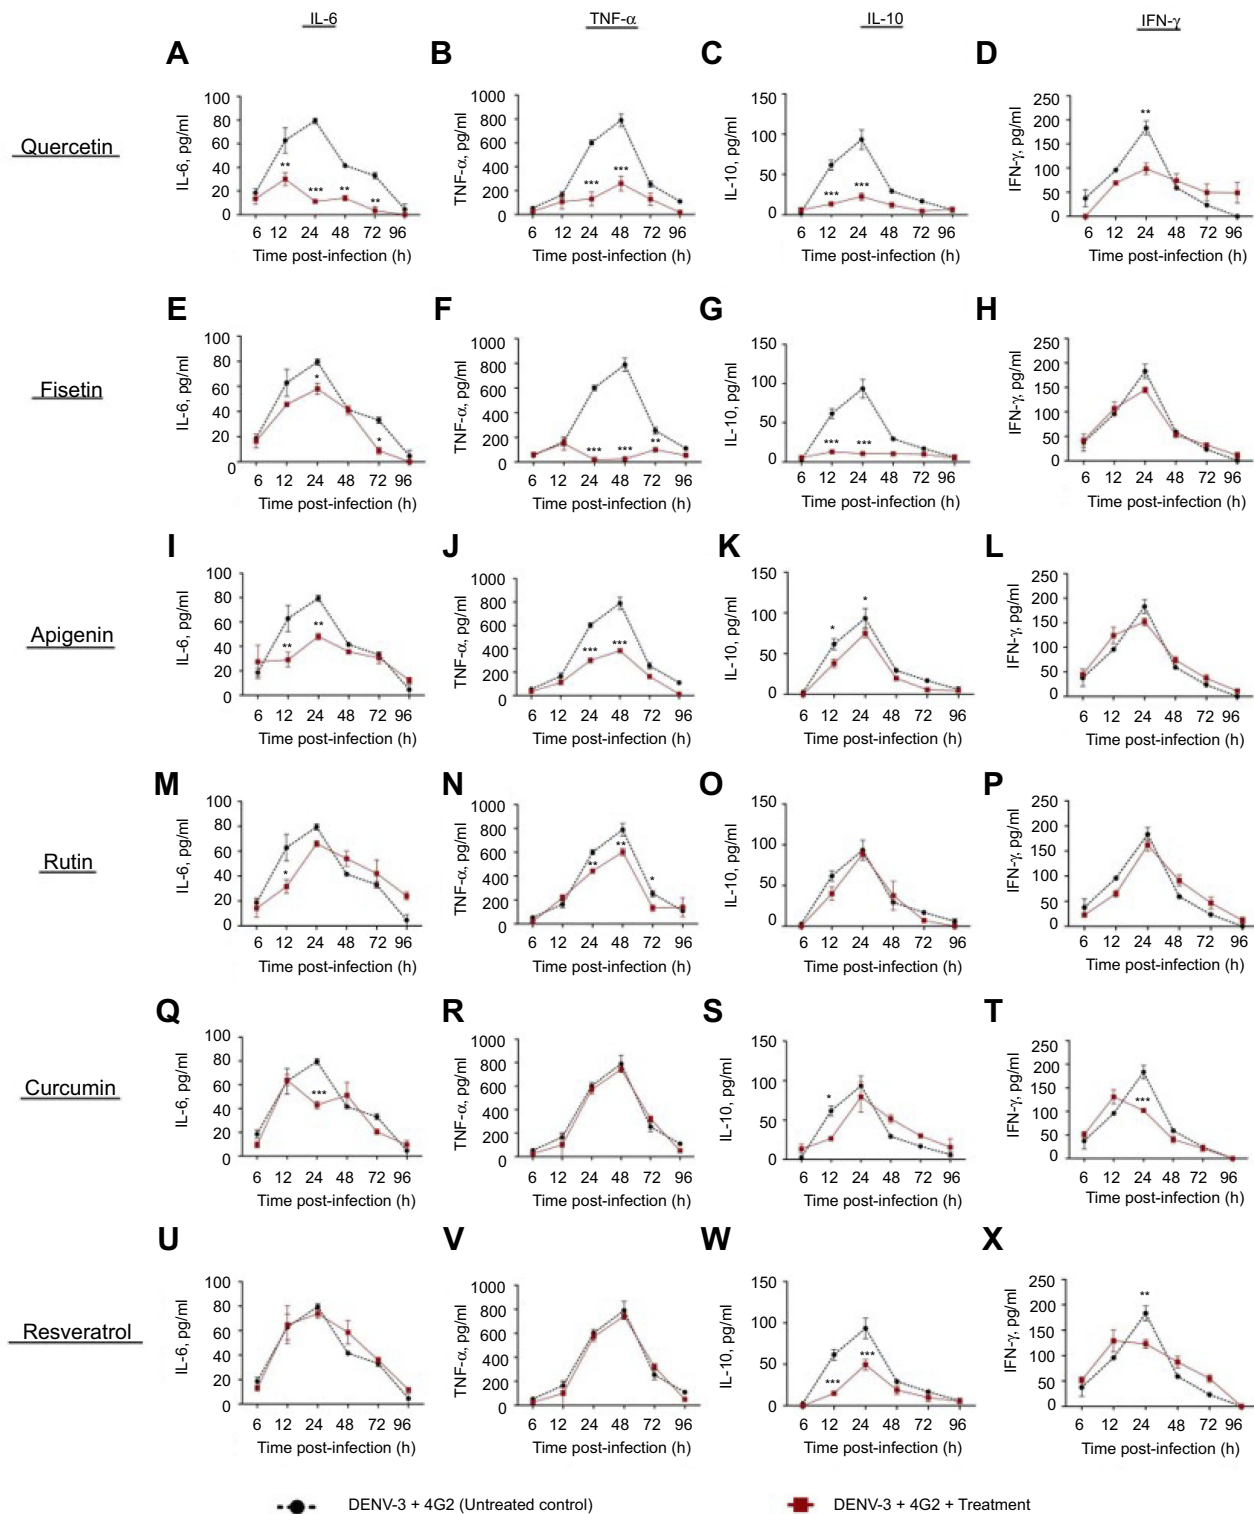 IL-6 TNF-α IL-10 IFN-γ
A B C D
Quercetin
IL-6, pg/ml
100
80
60
40
20
0
** *** ** **
6 12 24 48 72 96
Time post-infection (h)
TNF-α, pg/ml
1000
800
600
400
200
0
*** ***
6 12 24 48 72 96
Time post-infection (h)
IL-10, pg/ml
150
100
50
0
*** ***
6 12 24 48 72 96
Time post-infection (h)
IFN-γ, pg/ml
250
200
150
100
50
0
**
6 12 24 48 72 96
Time post-infection (h)
E F G H
Fisetin
IL-6, pg/ml
100
80
60
40
20
0
* *
6 12 24 48 72 96
Time post-infection (h)
TNF-α, pg/ml
1000
800
600
400
200
0
*** *** **
6 12 24 48 72 96
Time post-infection (h)
IL-10, pg/ml
150
100
50
0
*** ***
6 12 24 48 72 96
Time post-infection (h)
IFN-γ, pg/ml
250
200
150
100
50
0
6 12 24 48 72 96
Time post-infection (h)
I J K L
Apigenin
IL-6, pg/ml
100
80
60
40
20
0
** **
6 12 24 48 72 96
Time post-infection (h)
TNF-α, pg/ml
1000
800
600
400
200
0
*** ***
6 12 24 48 72 96
Time post-infection (h)
IL-10, pg/ml
150
100
50
0
* *
6 12 24 48 72 96
Time post-infection (h)
IFN-γ, pg/ml
250
200
150
100
50
0
6 12 24 48 72 96
Time post-infection (h)
M N O P
Rutin
IL-6, pg/ml
100
80
60
40
20
0
*
6 12 24 48 72 96
Time post-infection (h)
TNF-α, pg/ml
1000
800
600
400
200
0
** ** *
6 12 24 48 72 96
Time post-infection (h)
IL-10, pg/ml
150
100
50
0
6 12 24 48 72 96
Time post-infection (h)
IFN-γ, pg/ml
250
200
150
100
50
0
6 12 24 48 72 96
Time post-infection (h)
Q R S T
Curcumin
IL-6, pg/ml
100
80
60
40
20
0
***
6 12 24 48 72 96
Time post-infection (h)
TNF-α, pg/ml
1000
800
600
400
200
0
6 12 24 48 72 96
Time post-infection (h)
IL-10, pg/ml
150
100
50
0
*
6 12 24 48 72 96
Time post-infection (h)
IFN-γ, pg/ml
250
200
150
100
50
0
***
6 12 24 48 72 96
Time post-infection (h)
U V W X
Resveratrol
IL-6, pg/ml
100
80
60
40
20
0
6 12 24 48 72 96
Time post-infection (h)
TNF-α, pg/ml
1000
800
600
400
200
0
6 12 24 48 72 96
Time post-infection (h)
IL-10, pg/ml
150
100
50
0
*** ***
6 12 24 48 72 96
Time post-infection (h)
IFN-γ, pg/ml
250
200
150
100
50
0
**
6 12 24 48 72 96
Time post-infection (h)
DENV-3 + 4G2 (Untreated control)
DENV-3 + 4G2 + Treatment